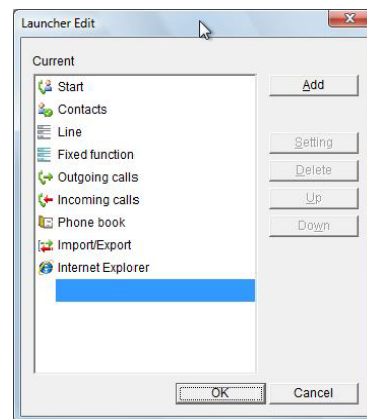 Launcher Edit
Current
Start
Contacts
Line
Fixed function
Outgoing calls
Incoming calls
Phone book
Import/Export
Internet Explorer
Add
Setting
Delete
Up
Down
OK
Cancel